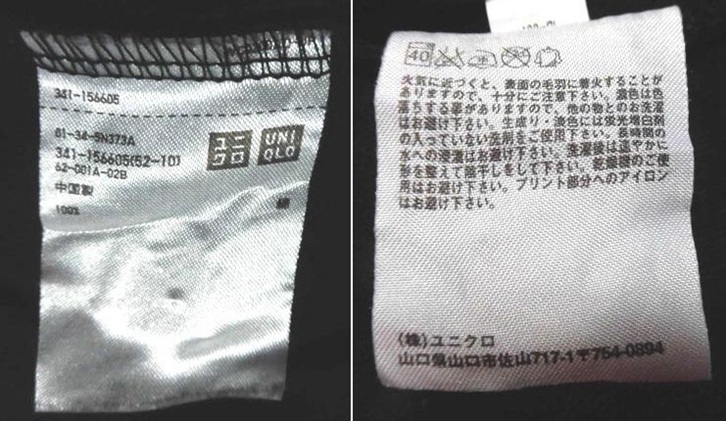 341-156605
81-34-5N373A
341-156605(52-10)
62-001A-02B
中国製
100%
綿
ユニ
クロ
UNI
QLO
40
火気に近づくと、表面の毛羽に着火することが
ありますので、十分にご注意下さい。濃色は色
落ちする事がありますので、他の物とのお洗濯
はお避け下さい。生成り・淡色には蛍光増白剤
の入っていない洗剤をご使用下さい。長時間の
水への浸漬はお避け下さい。洗濯後は速やかに
形を整えて陰干しをして下さい。乾燥機のご使
用はお避け下さい。プリント部分へのアイロン
はお避け下さい。
(株)ユニクロ
山口県山口市佐山717-1〒754-0894